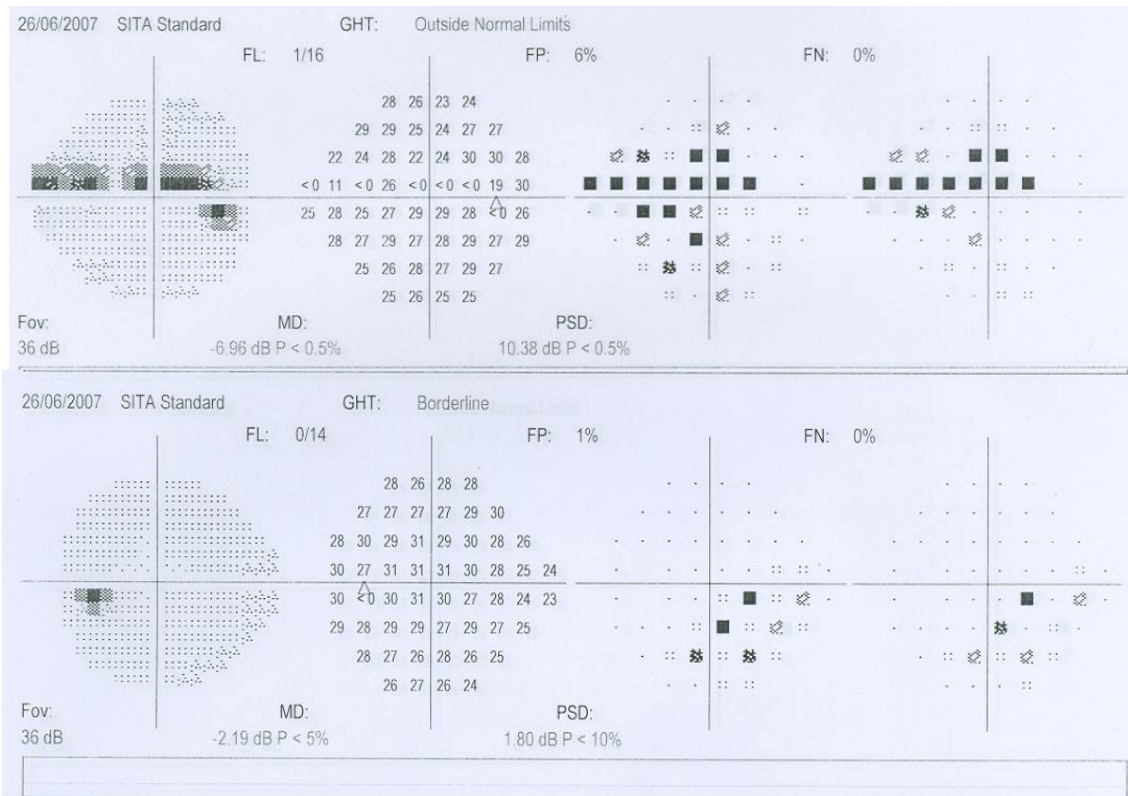 26/06/2007 SITA Standard GHT: Outside Normal Limits
FL: 1/16 FP: 6% FN: 0%
28 26 23 24
29 29 25 24 27 27
22 24 28 22 24 30 30 28
<0 11 <0 26 <0 <0 <0 19 30
25 28 25 27 29 29 28 <0 26
28 27 29 27 28 29 27 29
25 26 28 27 29 27
25 26 25 25
Fov: MD: PSD:
36 dB -6.96 dB P < 0.5% 10.38 dB P < 0.5%
26/06/2007 SITA Standard GHT: Borderline
FL: 0/14 FP: 1% FN: 0%
28 26 28 28
27 27 27 27 29 30
28 30 29 31 29 30 28 26
30 27 31 31 31 30 28 25 24
30 <0 30 31 30 27 28 24 23
29 28 29 29 27 29 27 25
28 27 26 28 26 25
26 27 26 24
Fov: MD: PSD:
36 dB -2.19 dB P < 5% 1.80 dB P < 10%